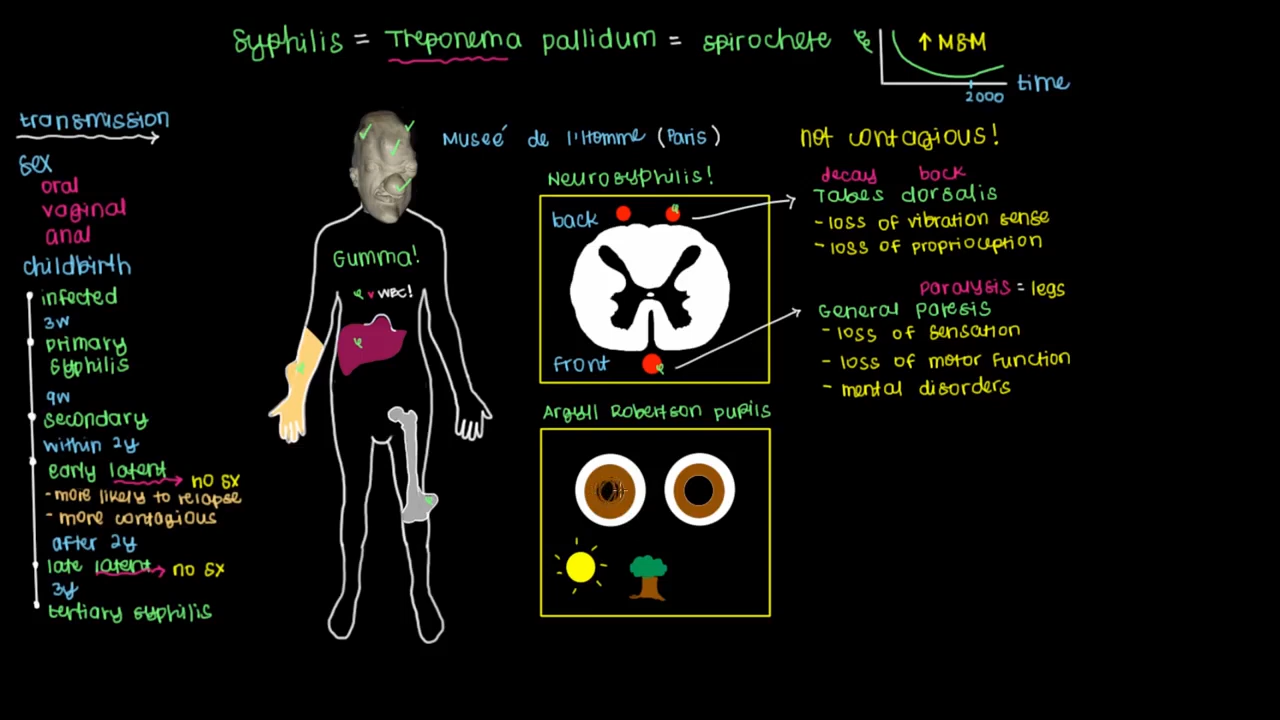 Syphilis = Treponema pallidum = spirochete
↑ MSM
time
2000
transmission
sex
oral
vaginal
anal
childbirth
infected
3w
primary
syphilis
9w
secondary
within 2y
early latent → no sx
- more likely to relapse
- more contagious
after 2y
late latent → no sx
3y
tertiary syphilis
Museé de l'Homme (Paris)
Gumma!
v WBC!
Neurosyphilis!
back
front
Argyll Robertson pupils
not contagious!
decay back
Tabes dorsalis
- loss of vibration sense
- loss of proprioception
paralysis = legs
General paresis
- loss of sensation
- loss of motor function
- mental disorders